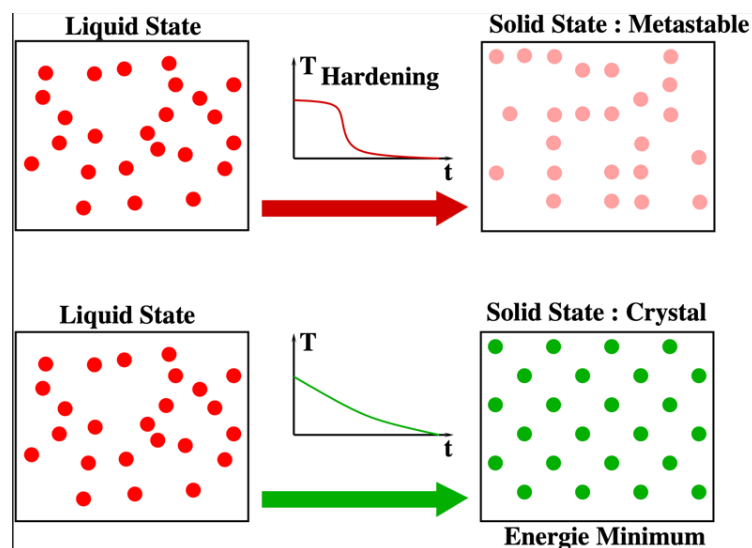 Liquid State
Solid State : Metastable
T
Hardening
t
Liquid State
Solid State : Crystal
T
t
Energie Minimum